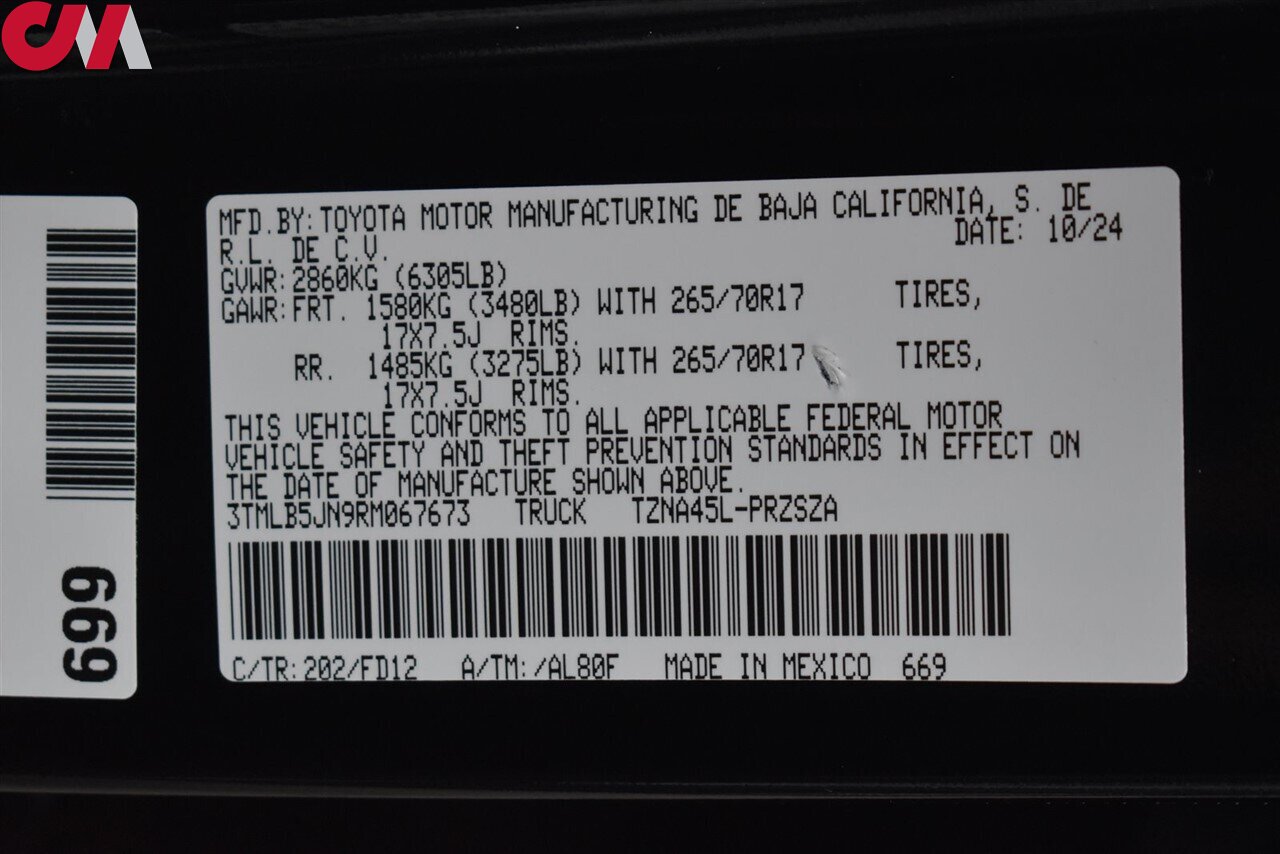 CM
MFD.BY: TOYOTA MOTOR MANUFACTURING DE BAJA CALIFORNIA, S. DE
R.L. DE C.V.
DATE: 10/24
GVWR: 2860KG (6305LB)
GAWR: FRT. 1580KG (3480LB) WITH 265/70R17 TIRES,
17X7.5J RIMS.
RR. 1485KG (3275LB) WITH 265/70R17 TIRES,
17X7.5J RIMS.
THIS VEHICLE CONFORMS TO ALL APPLICABLE FEDERAL MOTOR
VEHICLE SAFETY AND THEFT PREVENTION STANDARDS IN EFFECT ON
THE DATE OF MANUFACTURE SHOWN ABOVE.
3TMLB5JN9RM067673 TRUCK TZNA45L-PRZSZA
C/TR: 202/FD12 A/TM: /AL80F MADE IN MEXICO 669
669